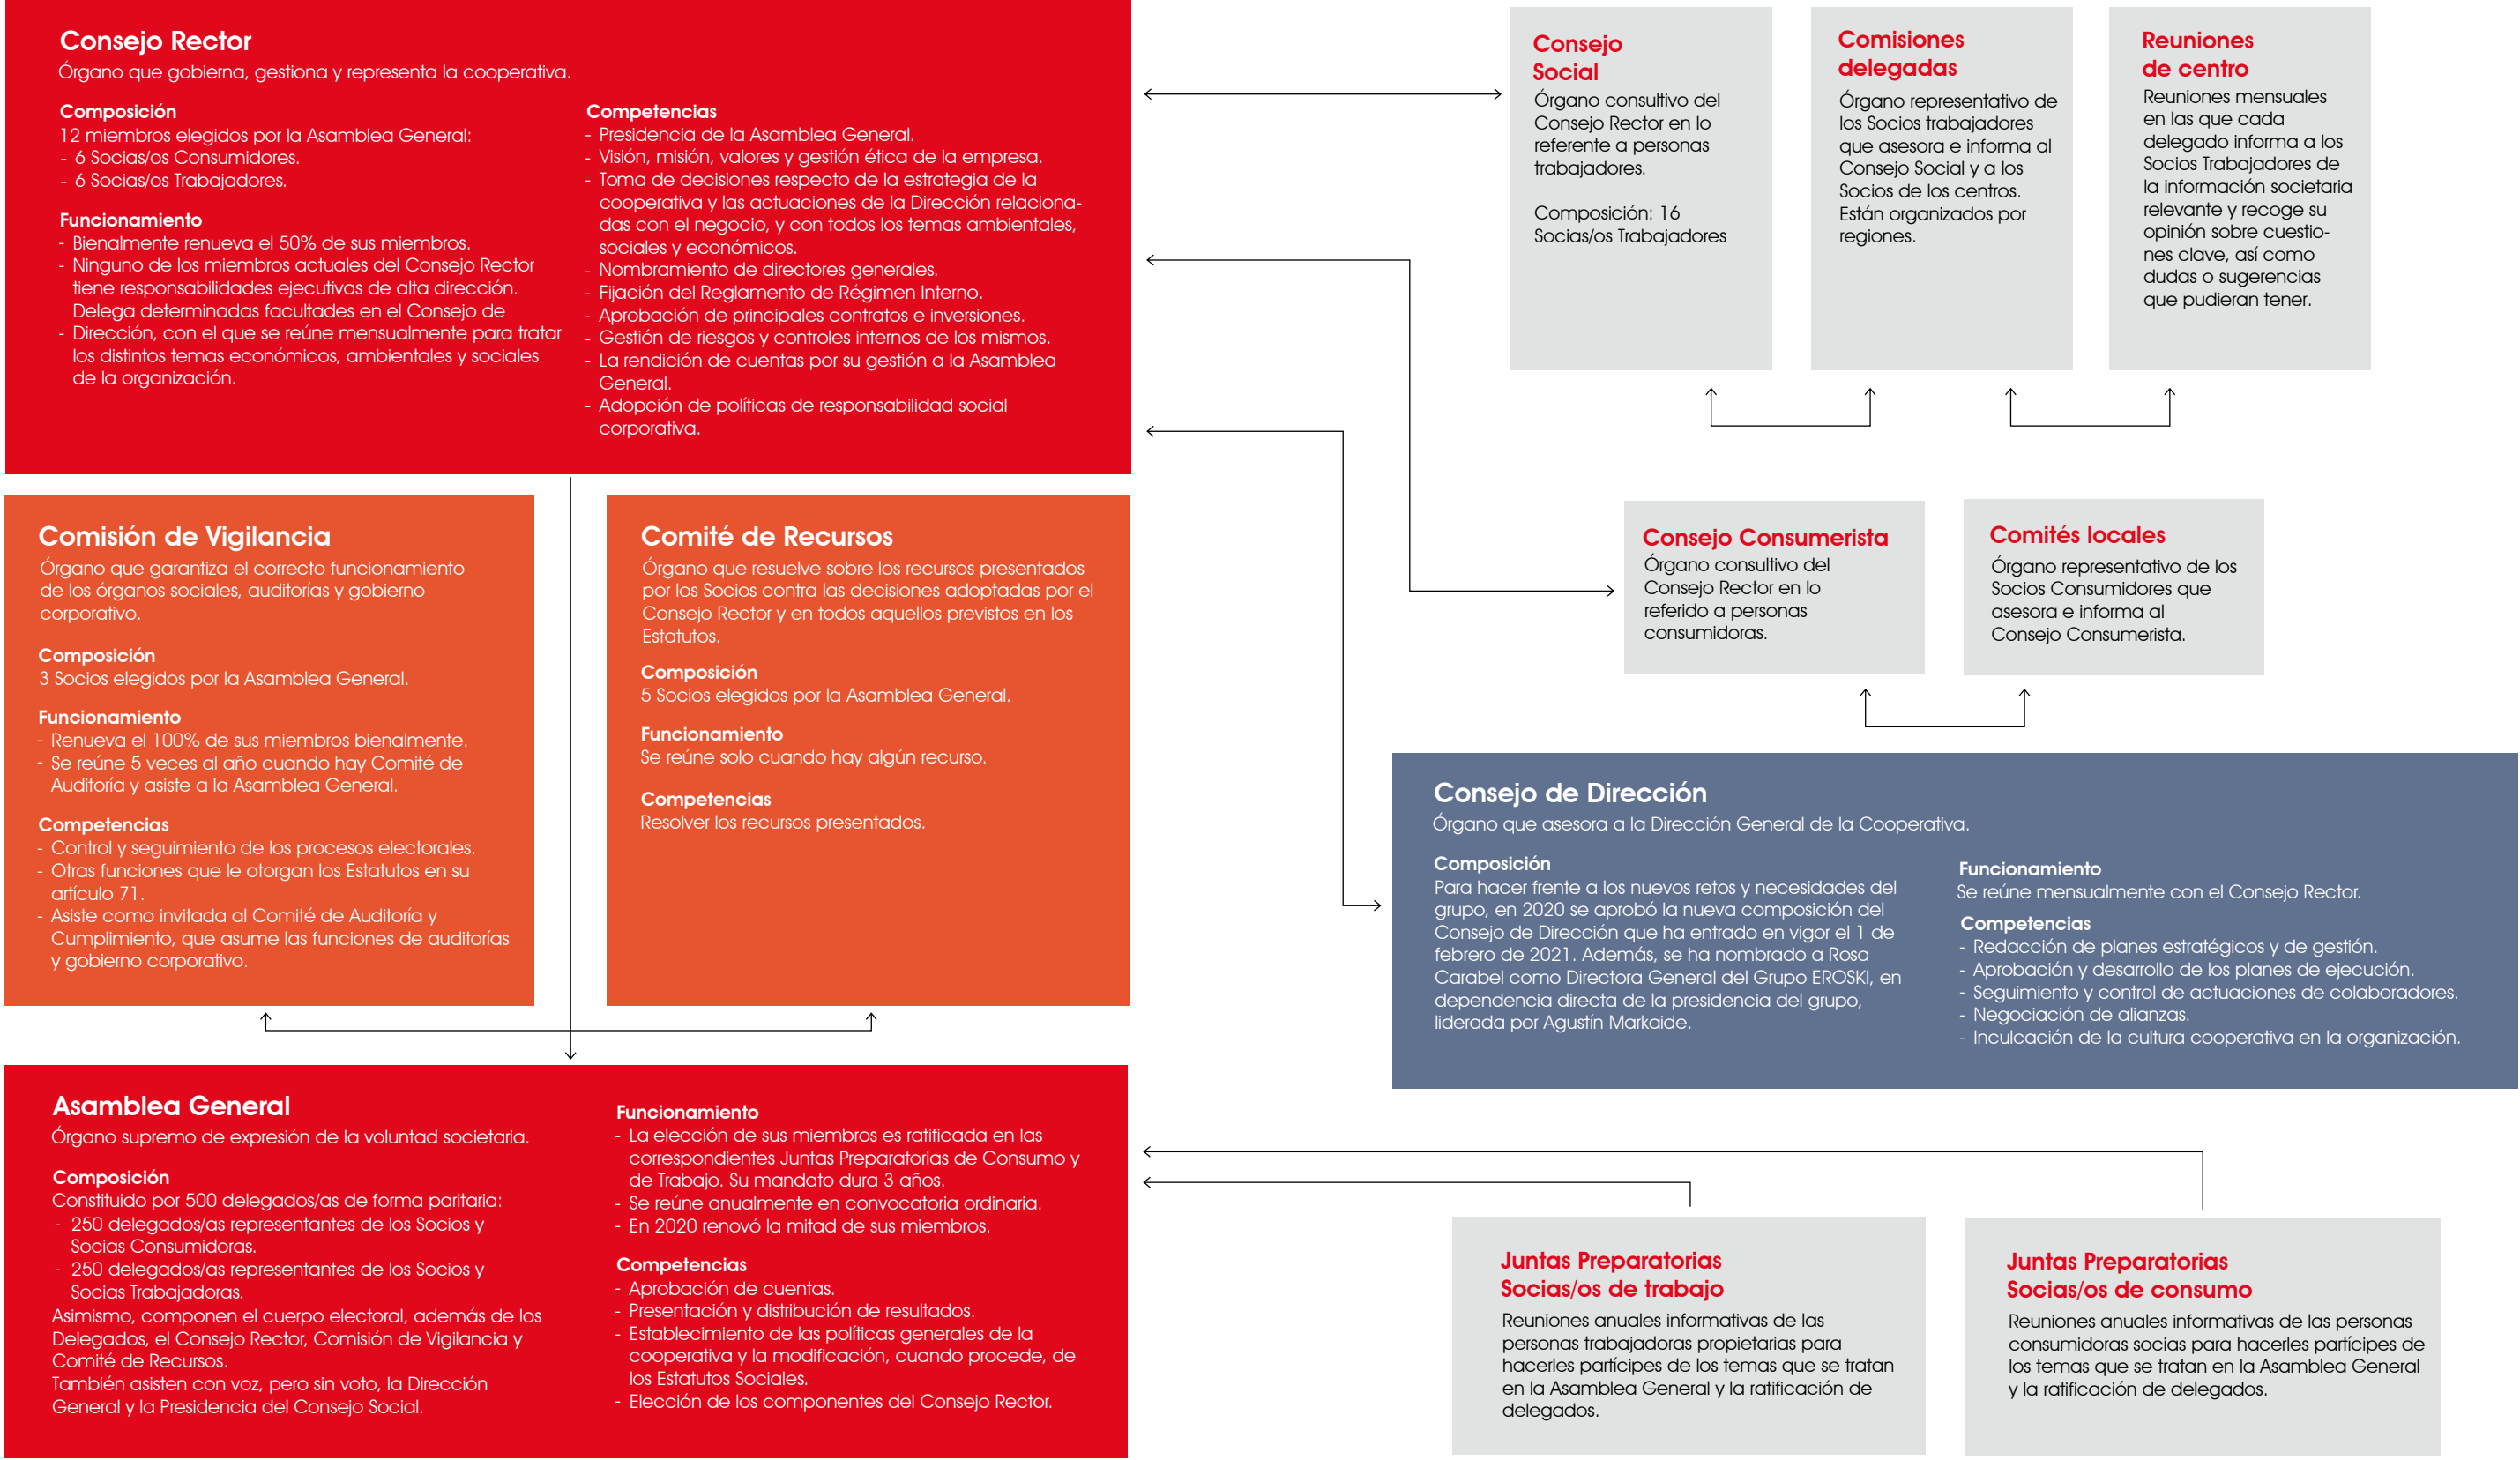 Consejo Rector
Órgano que gobierna, gestiona y representa la cooperativa.
Composición
12 miembros elegidos por la Asamblea General:
- 6 Socias/os Consumidores.
- 6 Socias/os Trabajadores.
Funcionamiento
- Bienalmente renueva el 50% de sus miembros.
- Ninguno de los miembros actuales del Consejo Rector
tiene responsabilidades ejecutivas de alta dirección.
Delega determinadas facultades en el Consejo de
- Dirección, con el que se reúne mensualmente para tratar
los distintos temas económicos, ambientales y sociales
de la organización.
Competencias
- Presidencia de la Asamblea General.
- Visión, misión, valores y gestión ética de la empresa.
- Toma de decisiones respecto de la estrategia de la
cooperativa y las actuaciones de la Dirección relaciona-
das con el negocio, y con todos los temas ambientales,
sociales y económicos.
- Nombramiento de directores generales.
- Fijación del Reglamento de Régimen Interno.
- Aprobación de principales contratos e inversiones.
- Gestión de riesgos y controles internos de los mismos.
- La rendición de cuentas por su gestión a la Asamblea
General.
- Adopción de políticas de responsabilidad social
corporativa.
Consejo
Social
Órgano consultivo del
Consejo Rector en lo
referente a personas
trabajadores.
Composición: 16
Socias/os Trabajadores
Comisiones
delegadas
Órgano representativo de
los Socios trabajadores
que asesora e informa al
Consejo Social y a los
Socios de los centros.
Están organizados por
regiones.
Reuniones
de centro
Reuniones mensuales
en las que cada
delegado informa a los
Socios Trabajadores de
la información societaria
relevante y recoge su
opinión sobre cuestio-
nes clave, así como
dudas o sugerencias
que pudieran tener.
Comisión de Vigilancia
Órgano que garantiza el correcto funcionamiento
de los órganos sociales, auditorías y gobierno
corporativo.
Composición
3 Socios elegidos por la Asamblea General.
Funcionamiento
- Renueva el 100% de sus miembros bienalmente.
- Se reúne 5 veces al año cuando hay Comité de
Auditoría y asiste a la Asamblea General.
Competencias
- Control y seguimiento de los procesos electorales.
- Otras funciones que le otorgan los Estatutos en su
artículo 71.
- Asiste como invitada al Comité de Auditoría y
Cumplimiento, que asume las funciones de auditorías
y gobierno corporativo.
Comité de Recursos
Órgano que resuelve sobre los recursos presentados
por los Socios contra las decisiones adoptadas por el
Consejo Rector y en todos aquellos previstos en los
Estatutos.
Composición
5 Socios elegidos por la Asamblea General.
Funcionamiento
Se reúne solo cuando hay algún recurso.
Competencias
Resolver los recursos presentados.
Consejo Consumerista
Órgano consultivo del
Consejo Rector en lo
referido a personas
consumidoras.
Comités locales
Órgano representativo de los
Socios Consumidores que
asesora e informa al
Consejo Consumerista.
Consejo de Dirección
Órgano que asesora a la Dirección General de la Cooperativa.
Composición
Para hacer frente a los nuevos retos y necesidades del
grupo, en 2020 se aprobó la nueva composición del
Consejo de Dirección que ha entrado en vigor el 1 de
febrero de 2021. Además, se ha nombrado a Rosa
Carabel como Directora General del Grupo EROSKI, en
dependencia directa de la presidencia del grupo,
liderada por Agustín Markaide.
Funcionamiento
Se reúne mensualmente con el Consejo Rector.
Competencias
- Redacción de planes estratégicos y de gestión.
- Aprobación y desarrollo de los planes de ejecución.
- Seguimiento y control de actuaciones de colaboradores.
- Negociación de alianzas.
- Inculcación de la cultura cooperativa en la organización.
Asamblea General
Órgano supremo de expresión de la voluntad societaria.
Composición
Constituido por 500 delegados/as de forma paritaria:
- 250 delegados/as representantes de los Socios y
Socias Consumidoras.
- 250 delegados/as representantes de los Socios y
Socias Trabajadoras.
Asimismo, componen el cuerpo electoral, además de los
Delegados, el Consejo Rector, Comisión de Vigilancia y
Comité de Recursos.
También asisten con voz, pero sin voto, la Dirección
General y la Presidencia del Consejo Social.
Funcionamiento
- La elección de sus miembros es ratificada en las
correspondientes Juntas Preparatorias de Consumo y
de Trabajo. Su mandato dura 3 años.
- Se reúne anualmente en convocatoria ordinaria.
- En 2020 renovó la mitad de sus miembros.
Competencias
- Aprobación de cuentas.
- Presentación y distribución de resultados.
- Establecimiento de las políticas generales de la
cooperativa y la modificación, cuando procede, de
los Estatutos Sociales.
- Elección de los componentes del Consejo Rector.
Juntas Preparatorias
Socias/os de trabajo
Reuniones anuales informativas de las
personas trabajadoras propietarias para
hacerles partícipes de los temas que se tratan
en la Asamblea General y la ratificación de
delegados.
Juntas Preparatorias
Socias/os de consumo
Reuniones anuales informativas de las personas
consumidoras socias para hacerles partícipes de
los temas que se tratan en la Asamblea General
y la ratificación de delegados.